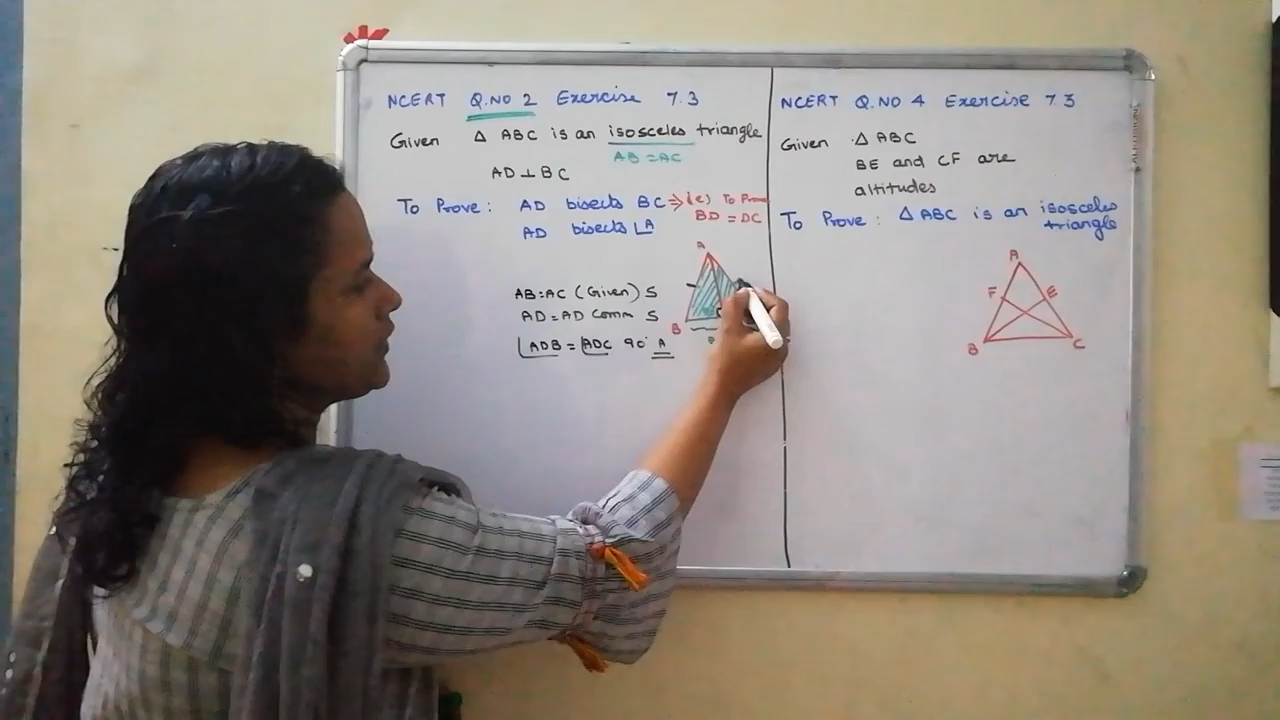 NCERT Q.NO 2 Exercise 7.3
Given Δ ABC is an isosceles triangle
AB = AC
AD ⊥ BC
To Prove : AD bisects BC ⇒ (ie) To Prove
BD = DC
AD bisects ∠A
A
B
AB = AC (Given) S
AD = AD Comm S
∠ADB = ∠ADC 90° A
NCERT Q.NO 4 Exercise 7.3
Given Δ ABC
BE and CF are
altitudes
To Prove : Δ ABC is an isosceles
triangle
A
F E
B C